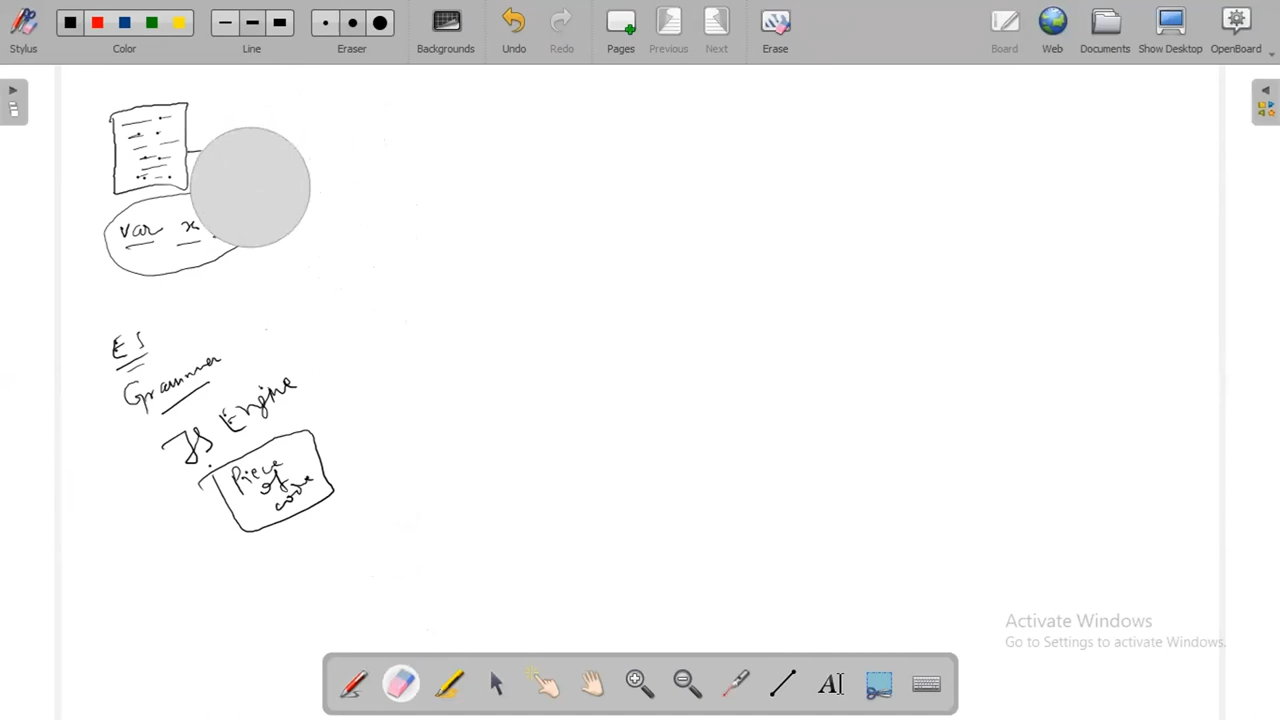 Stylus
Color
Line
Eraser
Backgrounds
Undo
Redo
Pages
Previous
Next
Erase
Board
Web
Documents
Show Desktop
OpenBoard
var x
ES
Grammer
JS Engine
Piece
of
code
Activate Windows
Go to Settings to activate Windows.